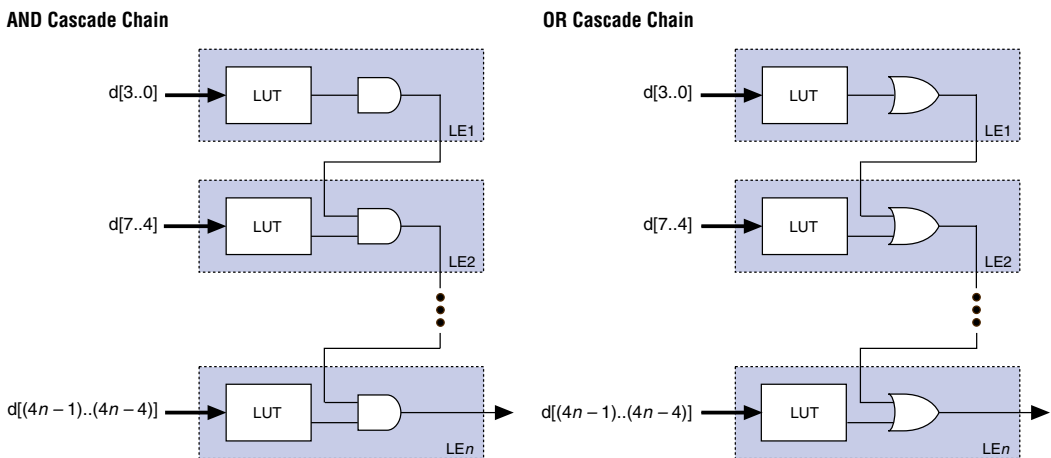 AND Cascade Chain
d[3..0]
LUT
LE1
d[7..4]
LUT
LE2
d[(4n – 1)..(4n – 4)]
LUT
LEn
OR Cascade Chain
d[3..0]
LUT
LE1
d[7..4]
LUT
LE2
d[(4n – 1)..(4n – 4)]
LUT
LEn